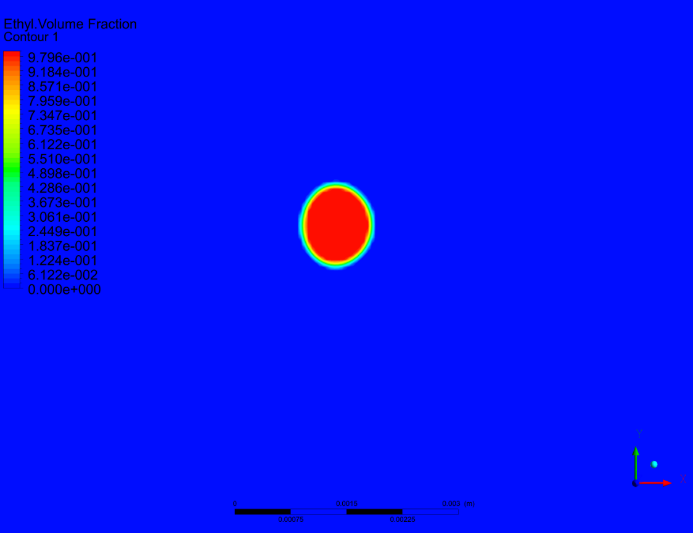 Ethyl.Volume Fraction
Contour 1
9.796e-001
9.184e-001
8.571e-001
7.959e-001
7.347e-001
6.735e-001
6.122e-001
5.510e-001
4.898e-001
4.286e-001
3.673e-001
3.061e-001
2.449e-001
1.837e-001
1.224e-001
6.122e-002
0.000e+000
Y
X
0 0.0015 0.003 (m)
0.00075 0.00225